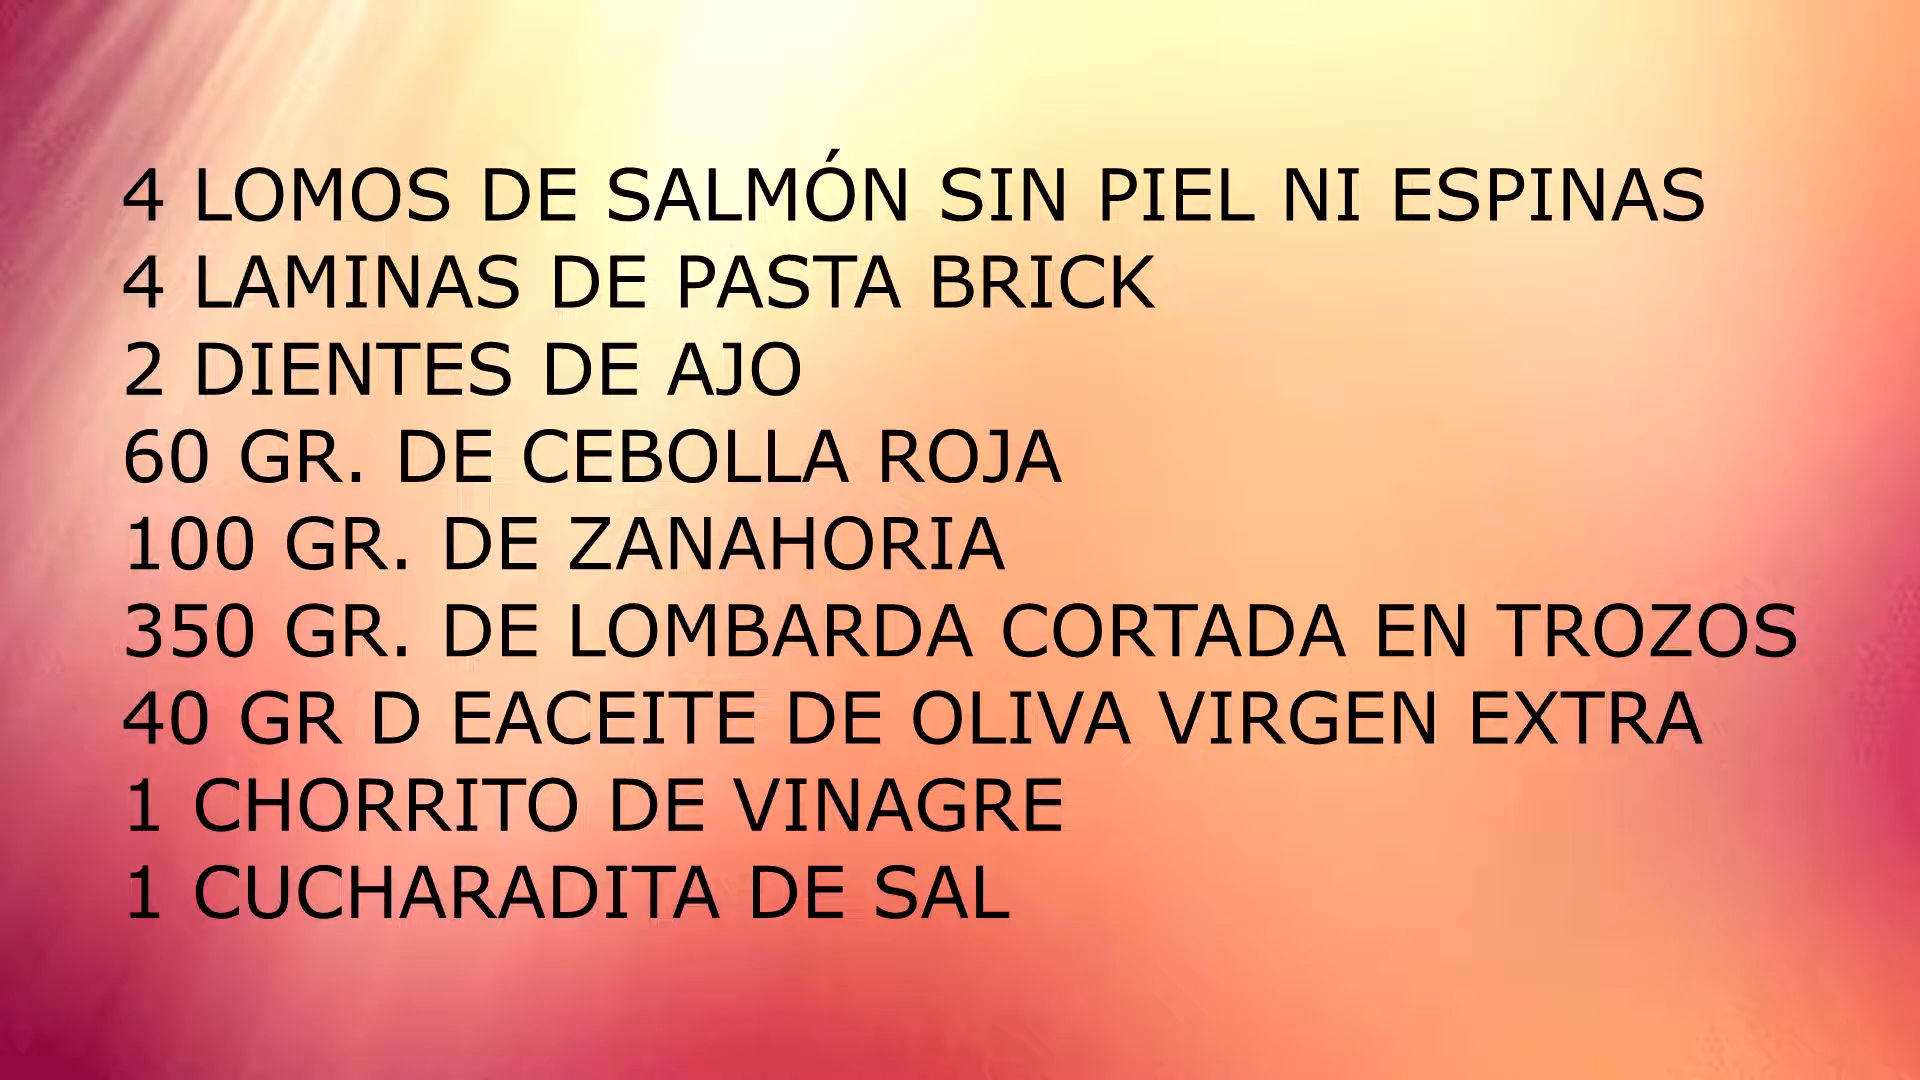 4 LOMOS DE SALMÓN SIN PIEL NI ESPINAS
4 LAMINAS DE PASTA BRICK
2 DIENTES DE AJO
60 GR. DE CEBOLLA ROJA
100 GR. DE ZANAHORIA
350 GR. DE LOMBARDA CORTADA EN TROZOS
40 GR D EACEITE DE OLIVA VIRGEN EXTRA
1 CHORRITO DE VINAGRE
1 CUCHARADITA DE SAL